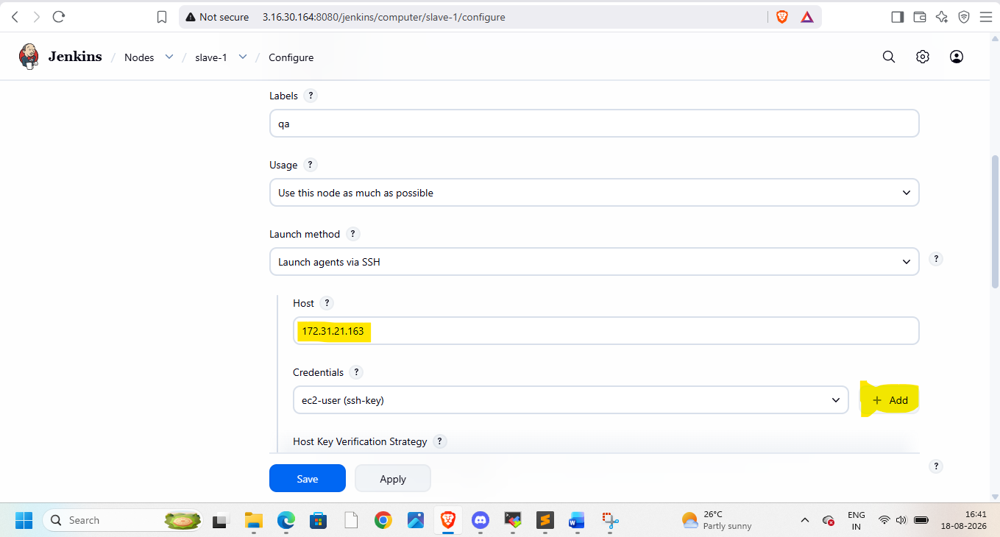 Not secure 3.16.30.164:8080/jenkins/computer/slave-1/configure
Jenkins / Nodes / slave-1 / Configure
Labels ?
qa
Usage ?
Use this node as much as possible
Launch method ?
Launch agents via SSH
?
Host ?
172.31.21.163
Credentials ?
ec2-user (ssh-key)
+ Add
Host Key Verification Strategy ?
?
Save Apply
Search
26°C
Partly sunny
ENG
IN
16:41
18-08-2026